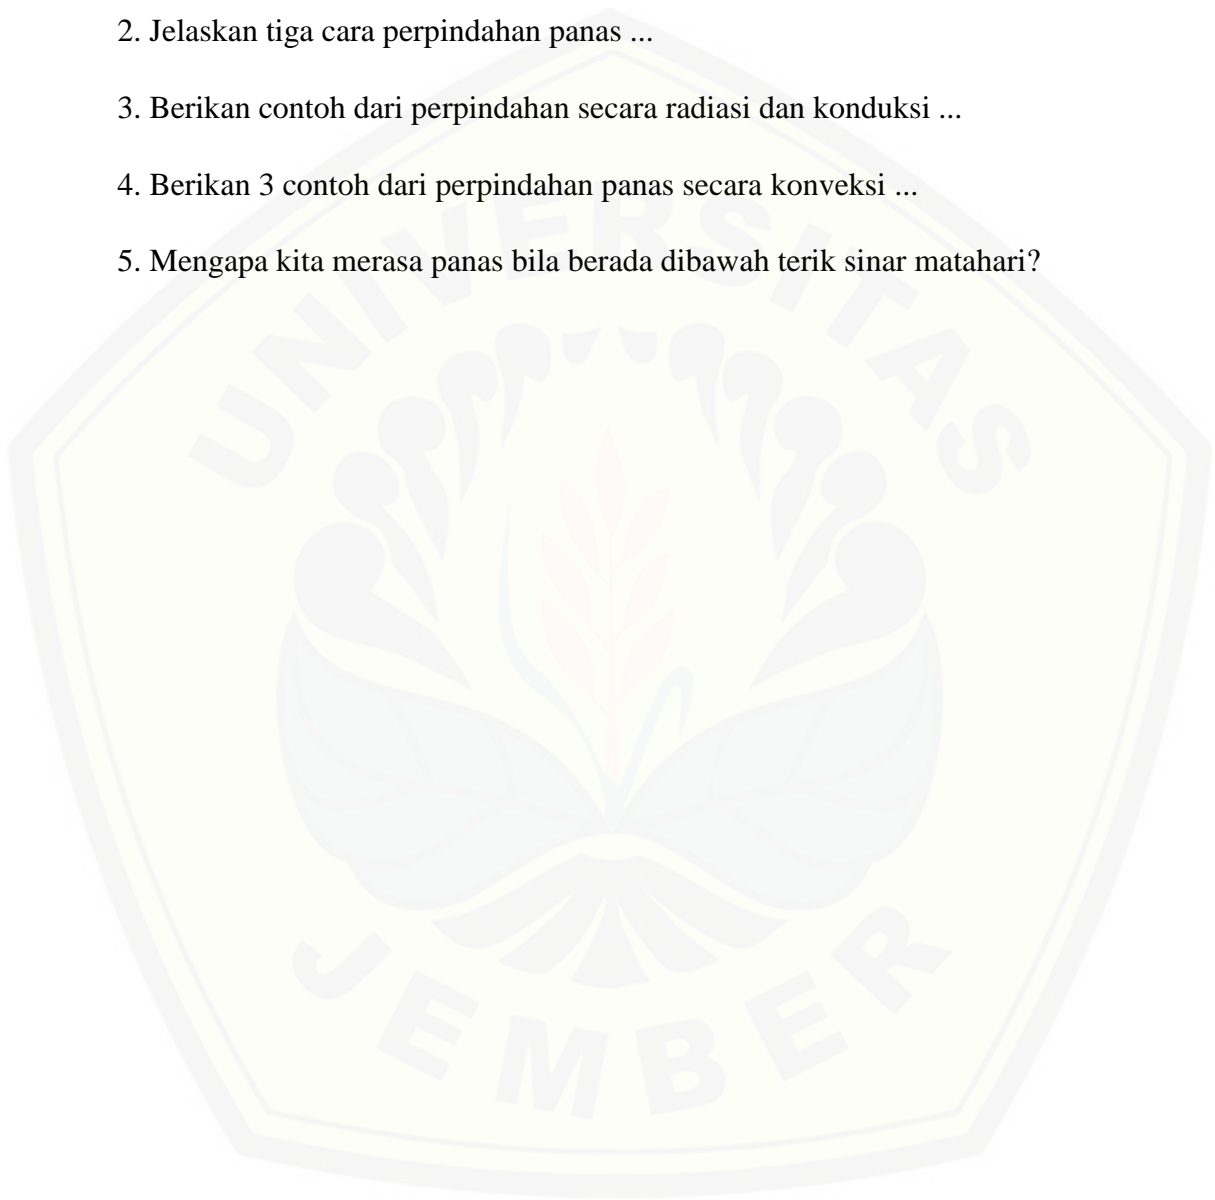 2. Jelaskan tiga cara perpindahan panas ...
3. Berikan contoh dari perpindahan secara radiasi dan konduksi ...
4. Berikan 3 contoh dari perpindahan panas secara konveksi ...
5. Mengapa kita merasa panas bila berada dibawah terik sinar matahari?
UNIVERSITAS
JEMBER